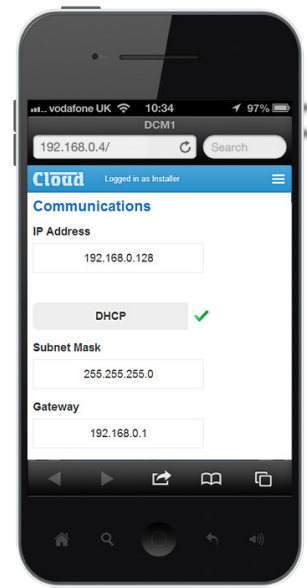 vodafone UK 10:34 97%
DCM1
192.168.0.4/ Search
Cloud Logged in as Installer
Communications
IP Address
192.168.0.128
DHCP
Subnet Mask
255.255.255.0
Gateway
192.168.0.1